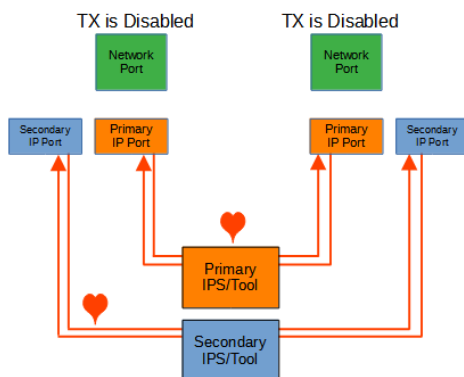 TX is Disabled
TX is Disabled
Network
Port
Network
Port
Secondary
IP Port
Primary
IP Port
Primary
IP Port
Secondary
IP Port
Primary
IPS/Tool
Secondary
IPS/Tool